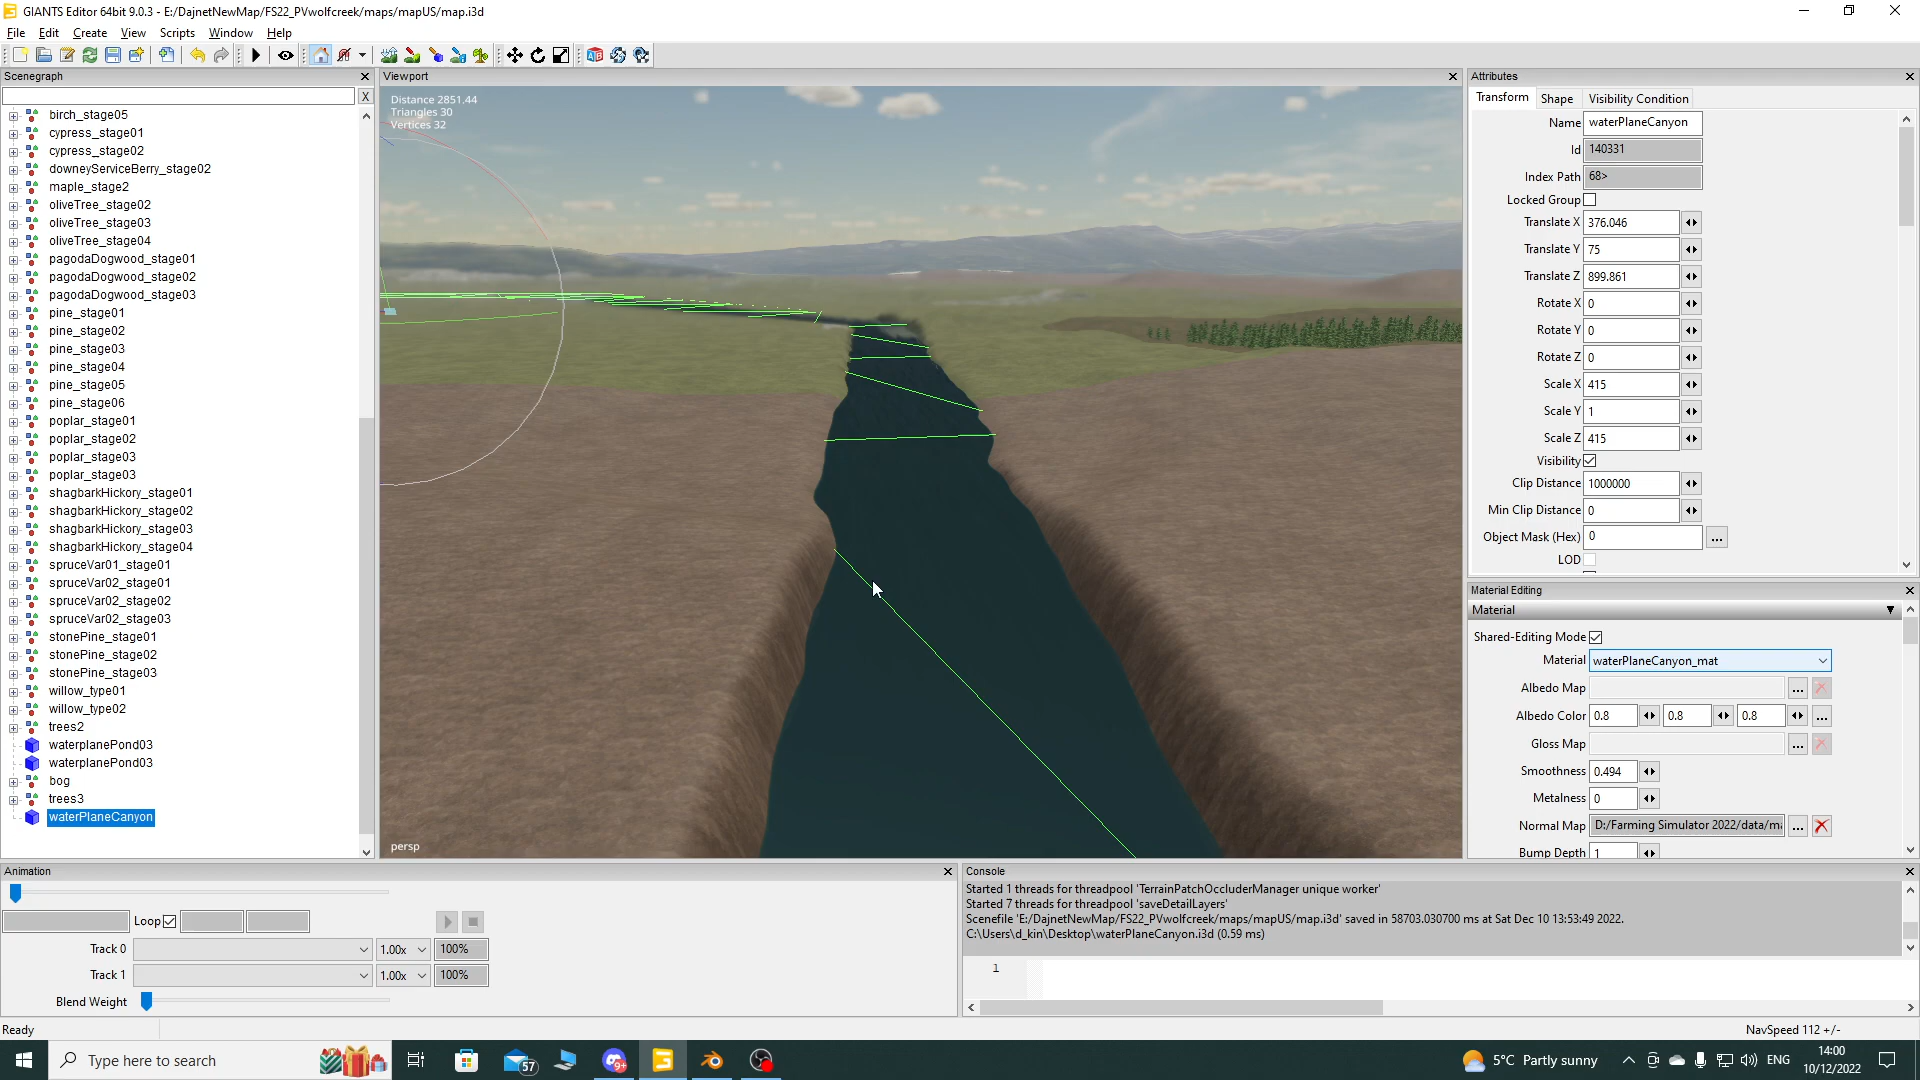 GIANTS Editor 64bit 9.0.3 - E:/DajnetNewMap/FS22_PVwolfcreek/maps/mapUS/map.i3d
File Edit Create View Scripts Window Help
Scenegraph
X
birch_stage05
cypress_stage01
cypress_stage02
downeyServiceBerry_stage02
maple_stage2
oliveTree_stage02
oliveTree_stage03
oliveTree_stage04
pagodaDogwood_stage01
pagodaDogwood_stage02
pagodaDogwood_stage03
pine_stage01
pine_stage02
pine_stage03
pine_stage04
pine_stage05
pine_stage06
poplar_stage01
poplar_stage02
poplar_stage03
poplar_stage03
shagbarkHickory_stage01
shagbarkHickory_stage02
shagbarkHickory_stage03
shagbarkHickory_stage04
spruceVar01_stage01
spruceVar02_stage01
spruceVar02_stage02
spruceVar02_stage03
stonePine_stage01
stonePine_stage02
stonePine_stage03
willow_type01
willow_type02
trees2
waterplanePond03
waterplanePond03
bog
trees3
waterPlaneCanyon
Viewport
Distance 2851.44
Triangles 30
Vertices 32
persp
Attributes
Transform Shape Visibility Condition
Name waterPlaneCanyon
Id 140331
Index Path 68>
Locked Group
Translate X 376.046
Translate Y 75
Translate Z 899.861
Rotate X 0
Rotate Y 0
Rotate Z 0
Scale X 415
Scale Y 1
Scale Z 415
Visibility
Clip Distance 1000000
Min Clip Distance 0
Object Mask (Hex) 0 ...
LOD
Material Editing
Material
Shared-Editing Mode
Material waterPlaneCanyon_mat
Albedo Map ...
Albedo Color 0.8 0.8 0.8 ...
Gloss Map ...
Smoothness 0.494
Metalness 0
Normal Map D:/Farming Simulator 2022/data/m ...
Bump Depth 1
Animation
Loop
Track 0 1.00x 100%
Track 1 1.00x 100%
Blend Weight
Console
Started 1 threads for threadpool 'TerrainPatchOccluderManager unique worker'
Started 7 threads for threadpool 'saveDetailLayers'
Scenefile 'E:/DajnetNewMap/FS22_PVwolfcreek/maps/mapUS/map.i3d' saved in 58703.030700 ms at Sat Dec 10 13:53:49 2022.
C:\Users\d_kin\Desktop\waterPlaneCanyon.i3d (0.59 ms)
1
Ready
NavSpeed 112 +/-
Type here to search
57
9+
5°C Partly sunny
ENG
14:00
10/12/2022